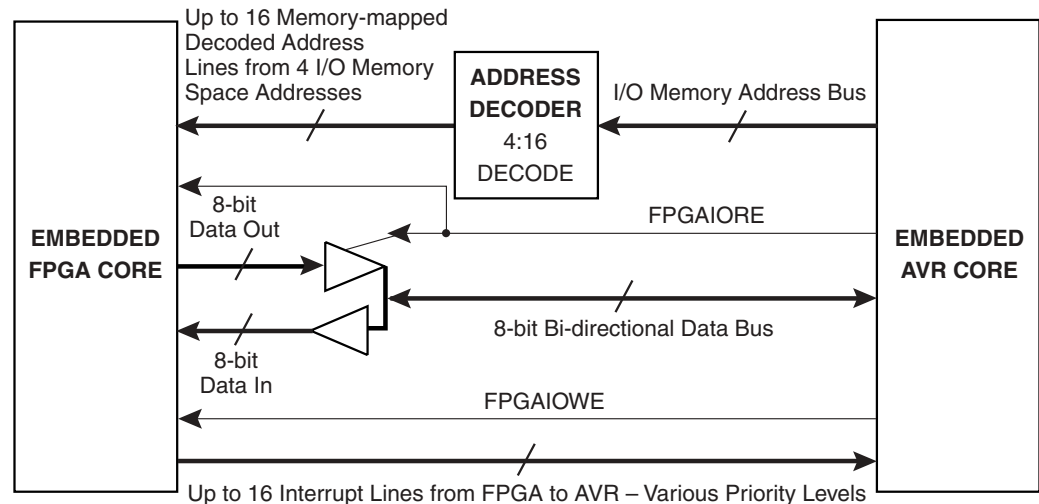 Up to 16 Memory-mapped
Decoded Address
Lines from 4 I/O Memory
Space Addresses
ADDRESS
DECODER
4:16
DECODE
I/O Memory Address Bus
8-bit
Data Out
FPGAIORE
EMBEDDED
FPGA CORE
EMBEDDED
AVR CORE
8-bit Bi-directional Data Bus
8-bit
Data In
FPGAIOWE
Up to 16 Interrupt Lines from FPGA to AVR – Various Priority Levels